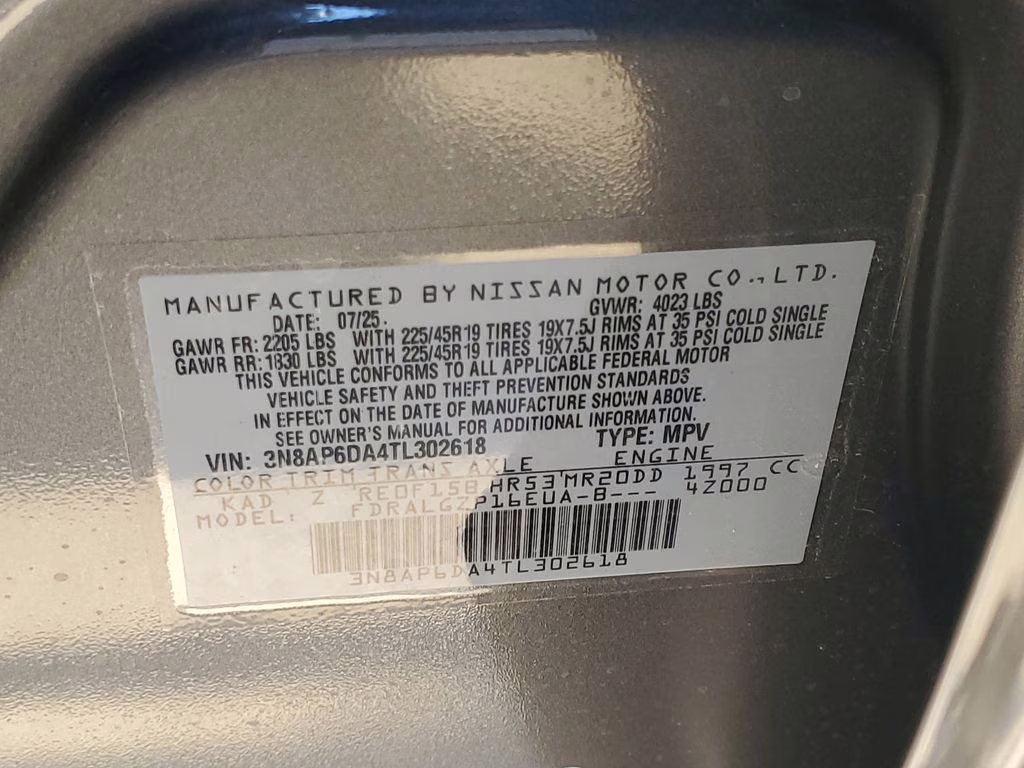 MANUFACTURED BY NISSAN MOTOR CO.,LTD.
DATE: 07/25 GVWR: 4023 LBS
GAWR FR: 2205 LBS WITH 225/45R19 TIRES 19X7.5J RIMS AT 35 PSI COLD SINGLE
GAWR RR: 1830 LBS WITH 225/45R19 TIRES 19X7.5J RIMS AT 35 PSI COLD SINGLE
THIS VEHICLE CONFORMS TO ALL APPLICABLE FEDERAL MOTOR
VEHICLE SAFETY AND THEFT PREVENTION STANDARDS
IN EFFECT ON THE DATE OF MANUFACTURE SHOWN ABOVE.
SEE OWNER'S MANUAL FOR ADDITIONAL INFORMATION.
VIN: 3N8AP6DA4TL302618 TYPE: MPV
COLOR TRIM TRANS AXLE ENGINE
KAD Z RE0F15B HR53 MR20DD 1997 CC
MODEL: FDRALGZP16EUA-B--- 4Z000
3N8AP6DA4TL302618